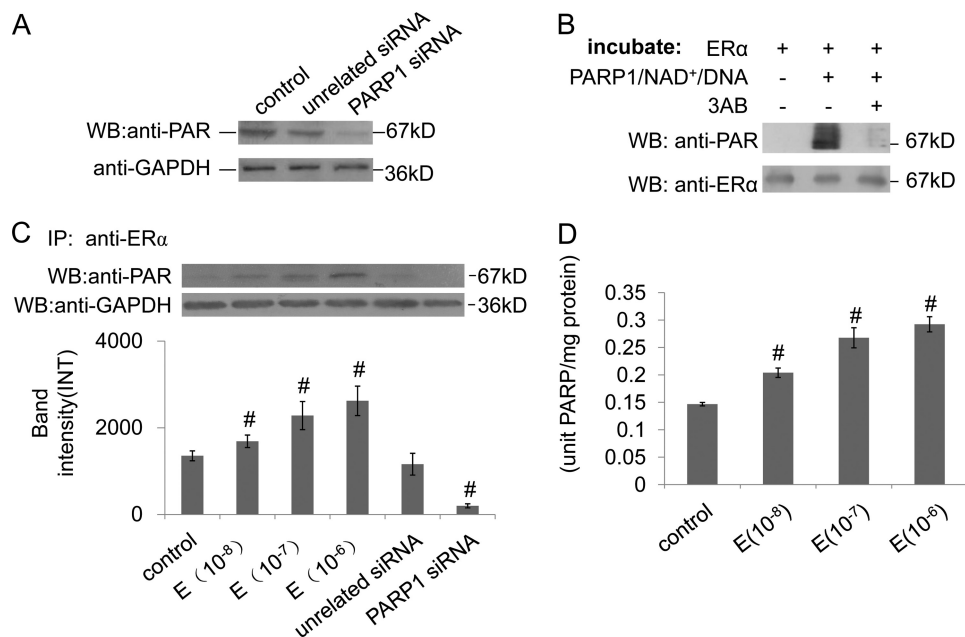 A
control
unrelated siRNA
PARP1 siRNA
WB:anti-PAR
67kD
anti-GAPDH
36kD
B
incubate: ERα + + +
PARP1/NAD⁺/DNA - + +
3AB - - +
WB: anti-PAR
67kD
WB: anti-ERα
67kD
C
IP: anti-ERα
WB:anti-PAR
67kD
WB:anti-GAPDH
36kD
Band
intensity(INT)
4000
2000
0
# # # #
control
E（10⁻⁸）
E（10⁻⁷）
E（10⁻⁶）
unrelated siRNA
PARP1 siRNA
D
(unit PARP/mg protein)
0.35
0.3
0.25
0.2
0.15
0.1
0.05
0
# # #
control
E(10⁻⁸)
E(10⁻⁷)
E(10⁻⁶)